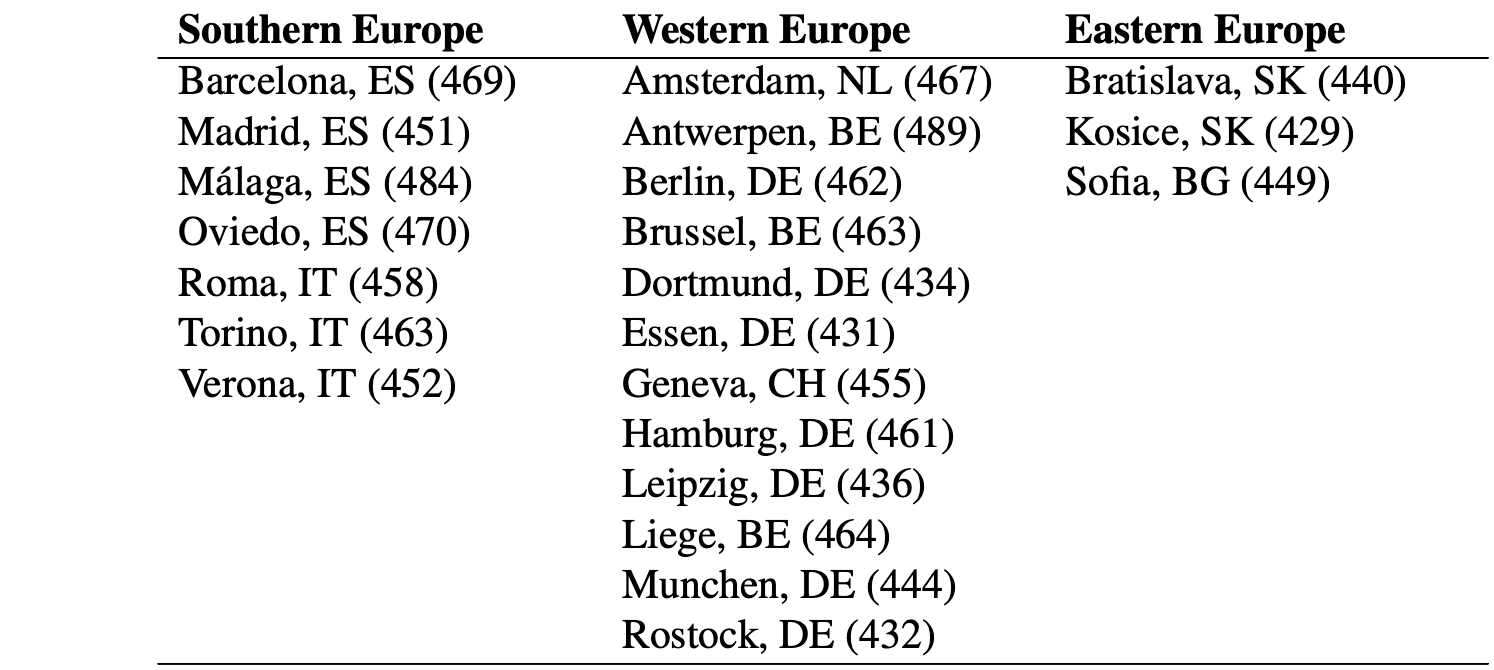 Southern Europe Western Europe Eastern Europe
Barcelona, ES (469) Amsterdam, NL (467) Bratislava, SK (440)
Madrid, ES (451) Antwerpen, BE (489) Kosice, SK (429)
Málaga, ES (484) Berlin, DE (462) Sofia, BG (449)
Oviedo, ES (470) Brussel, BE (463)
Roma, IT (458) Dortmund, DE (434)
Torino, IT (463) Essen, DE (431)
Verona, IT (452) Geneva, CH (455)
Hamburg, DE (461)
Leipzig, DE (436)
Liege, BE (464)
Munchen, DE (444)
Rostock, DE (432)